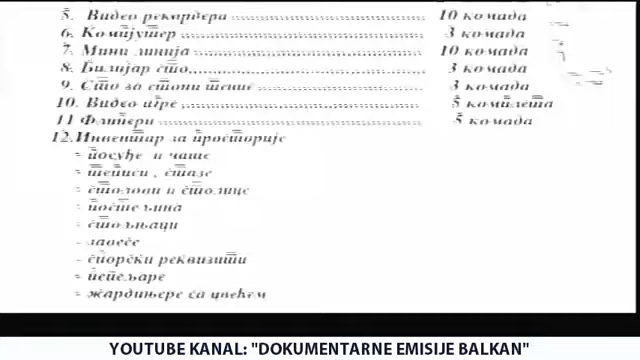 5. Видео рекордера .......... 10 комада
6. Компјутер .......... 3 комада
7. Мини линија .......... 10 комада
8. Билијар сто .......... 3 комада
9. Сто за стони тенис .......... 3 комада
10. Видео игре .......... 5 комплета
11 Флипери .......... 5 комада
12. Инвентар за просторије
- посуђе и чаше
- теписи, стазе
- столови и столице
- постељина
- столњаци
- завесе
- спорски реквизити
- пепељаре
- жардињере са цвећем
YOUTUBE KANAL: "DOKUMENTARNE EMISIJE BALKAN"